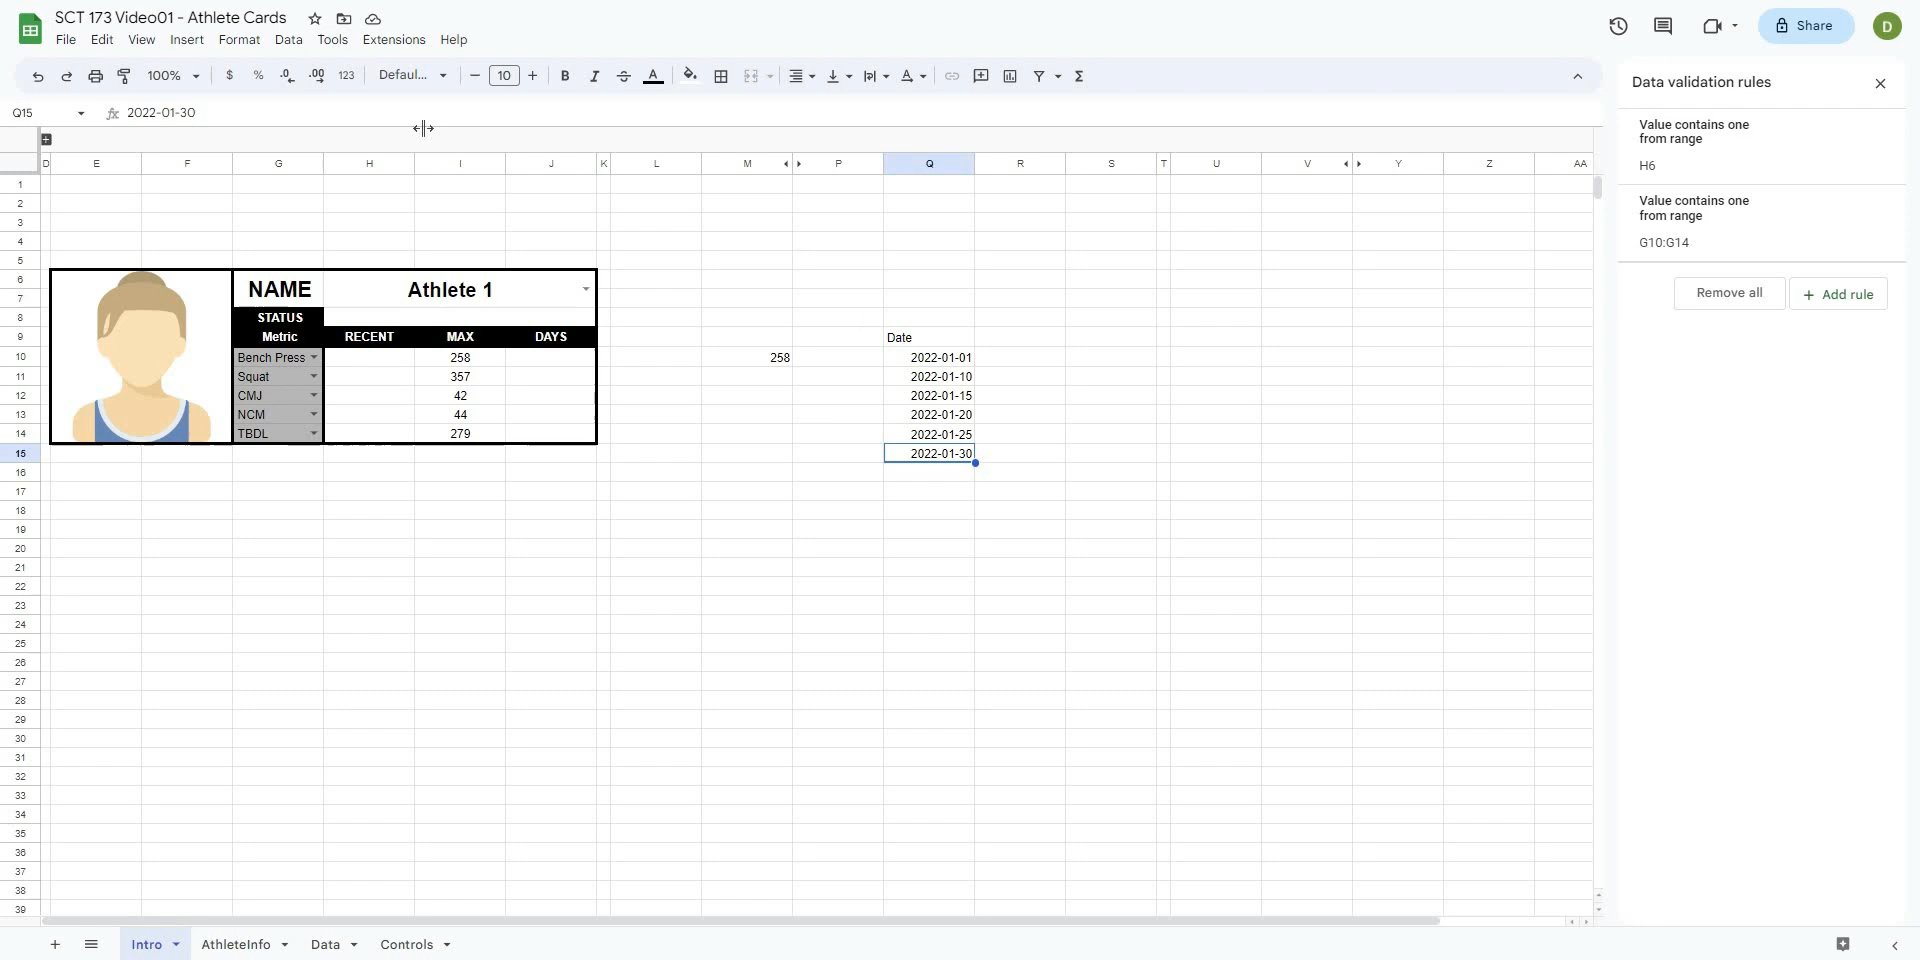 SCT 173 Video01 - Athlete Cards
File Edit View Insert Format Data Tools Extensions Help
Share
D
100% $ % .0 .00 123 Defaul... 10 B I S A
Q15 fx 2022-01-30
D E F G H I J K L M P Q R S T U V Y Z AA
1
2
3
4
5
6
7
8
9
10
11
12
13
14
15
16
17
18
19
20
21
22
23
24
25
26
27
28
29
30
31
32
33
34
35
36
37
38
39
NAME Athlete 1
STATUS
Metric RECENT MAX DAYS
Bench Press 258
Squat 357
CMJ 42
NCM 44
TBDL 279
258
Date
2022-01-01
2022-01-10
2022-01-15
2022-01-20
2022-01-25
2022-01-30
Data validation rules
Value contains one
from range
H6
Value contains one
from range
G10:G14
Remove all
+ Add rule
Intro AthleteInfo Data Controls